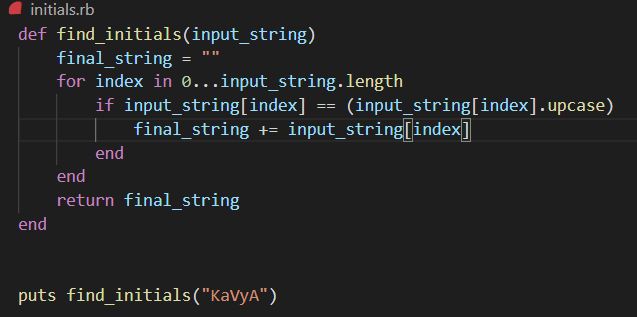 initials.rb
def find_initials(input_string)
    final_string = ""
    for index in 0...input_string.length
        if input_string[index] == (input_string[index].upcase)
            final_string += input_string[index]
        end
    end
    return final_string
end
puts find_initials("KaVyA")